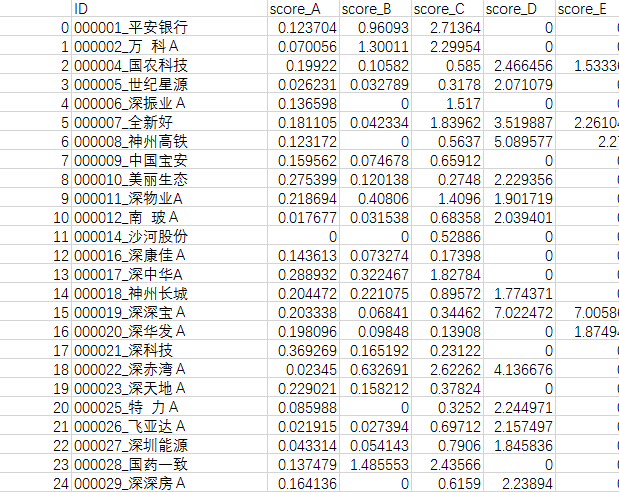 ID score_A score_B score_C score_D score_E
0 000001_平安银行 0.123704 0.96093 2.71364 0
1 000002_万 科A 0.070056 1.30011 2.29954 0
2 000004_国农科技 0.19922 0.10582 0.585 2.466456 1.5333
3 000005_世纪星源 0.026231 0.032789 0.3178 2.071079
4 000006_深振业A 0.136598 0 1.517 0
5 000007_全新好 0.181105 0.042334 1.83962 3.519887 2.2610
6 000008_神州高铁 0.123172 0 0.5637 5.089577 2.2
7 000009_中国宝安 0.159562 0.074678 0.65912 0
8 000010_美丽生态 0.275399 0.120138 0.2748 2.229356
9 000011_深物业A 0.218694 0.40806 1.4096 1.901719
10 000012_南 玻A 0.017677 0.031538 0.68358 2.039401
11 000014_沙河股份 0 0 0.52886 0
12 000016_深康佳A 0.143613 0.073274 0.17398 0
13 000017_深中华A 0.288932 0.322467 1.82784 0
14 000018_神州长城 0.204472 0.221075 0.89572 1.774371
15 000019_深深宝A 0.203338 0.06841 0.34462 7.022472 7.0058
16 000020_深华发A 0.198096 0.09848 0.13908 0 1.8749
17 000021_深科技 0.369269 0.165192 0.23122 0
18 000022_深赤湾A 0.02345 0.632691 2.62262 4.136676
19 000023_深天地A 0.229021 0.158212 0.37824 0
20 000025_特 力A 0.085988 0 0.3252 2.244971
21 000026_飞亚达A 0.021915 0.027394 0.69712 2.157497
22 000027_深圳能源 0.043314 0.054143 0.7906 1.845836
23 000028_国药一致 0.137479 1.485553 2.43566 0
24 000029_深深房A 0.164136 0 0.6159 2.23894